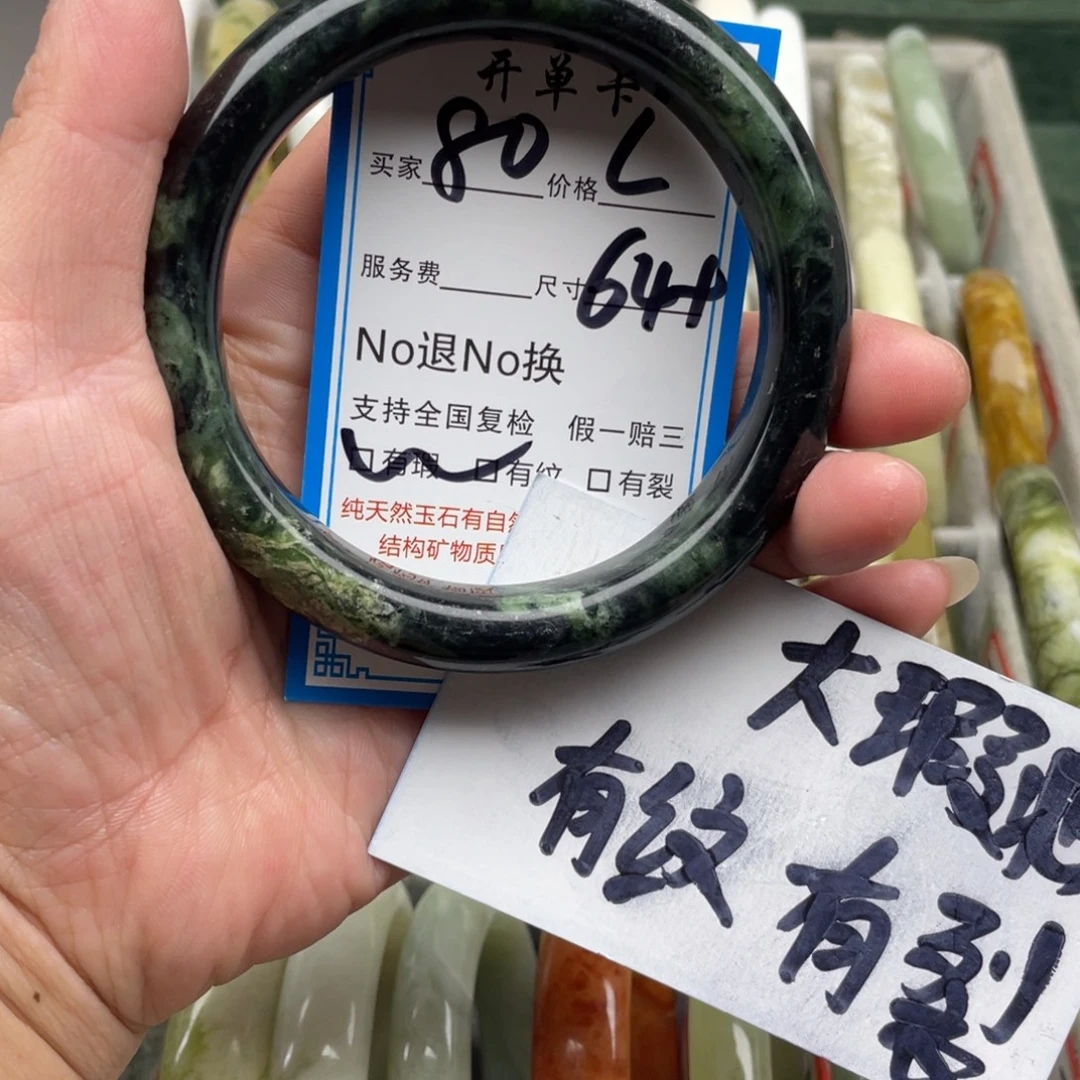 开单卡
买家 80 价格 L
服务费 尺寸 64H
No退No换
支持全国复检 假一赔三
口有瑕 口有纹 口有裂
纯天然玉石有自然
结构矿物质
大瑕疵
有纹 有裂